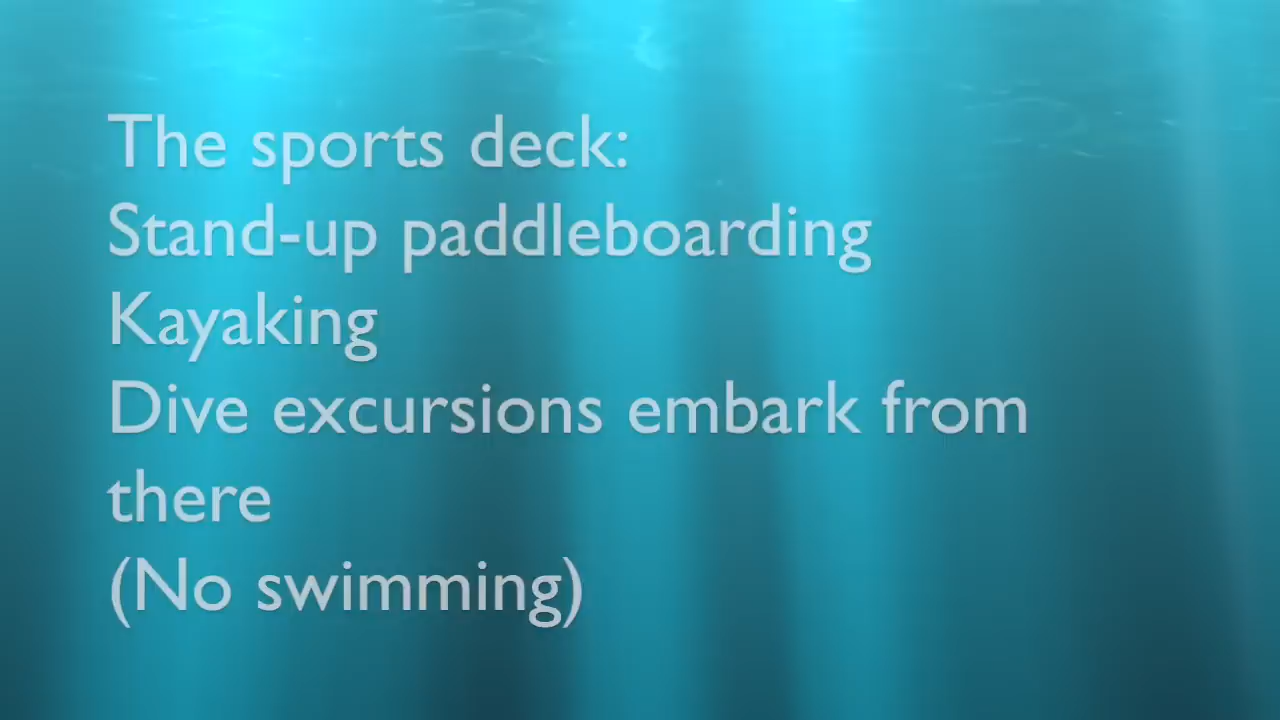 The sports deck:
Stand-up paddleboarding
Kayaking
Dive excursions embark from
there
(No swimming)